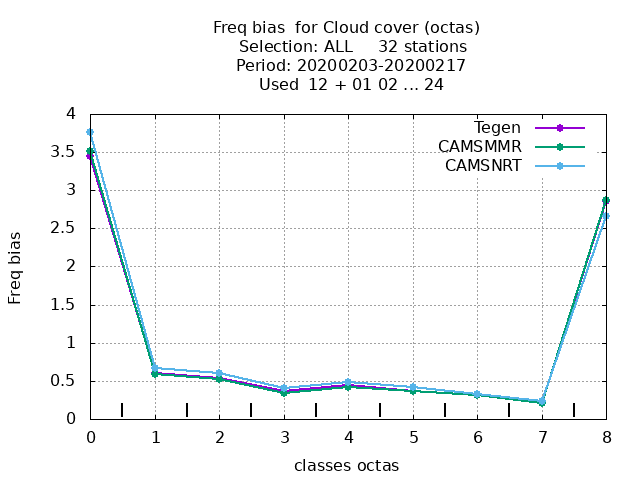 Freq bias  for Cloud cover (octas)
Selection: ALL     32 stations
Period: 20200203-20200217
Used  12 + 01 02 ... 24
Freq bias
4
3.5
3
2.5
2
1.5
1
0.5
0
Tegen
CAMSMMR
CAMSNRT
0 1 2 3 4 5 6 7 8
classes octas